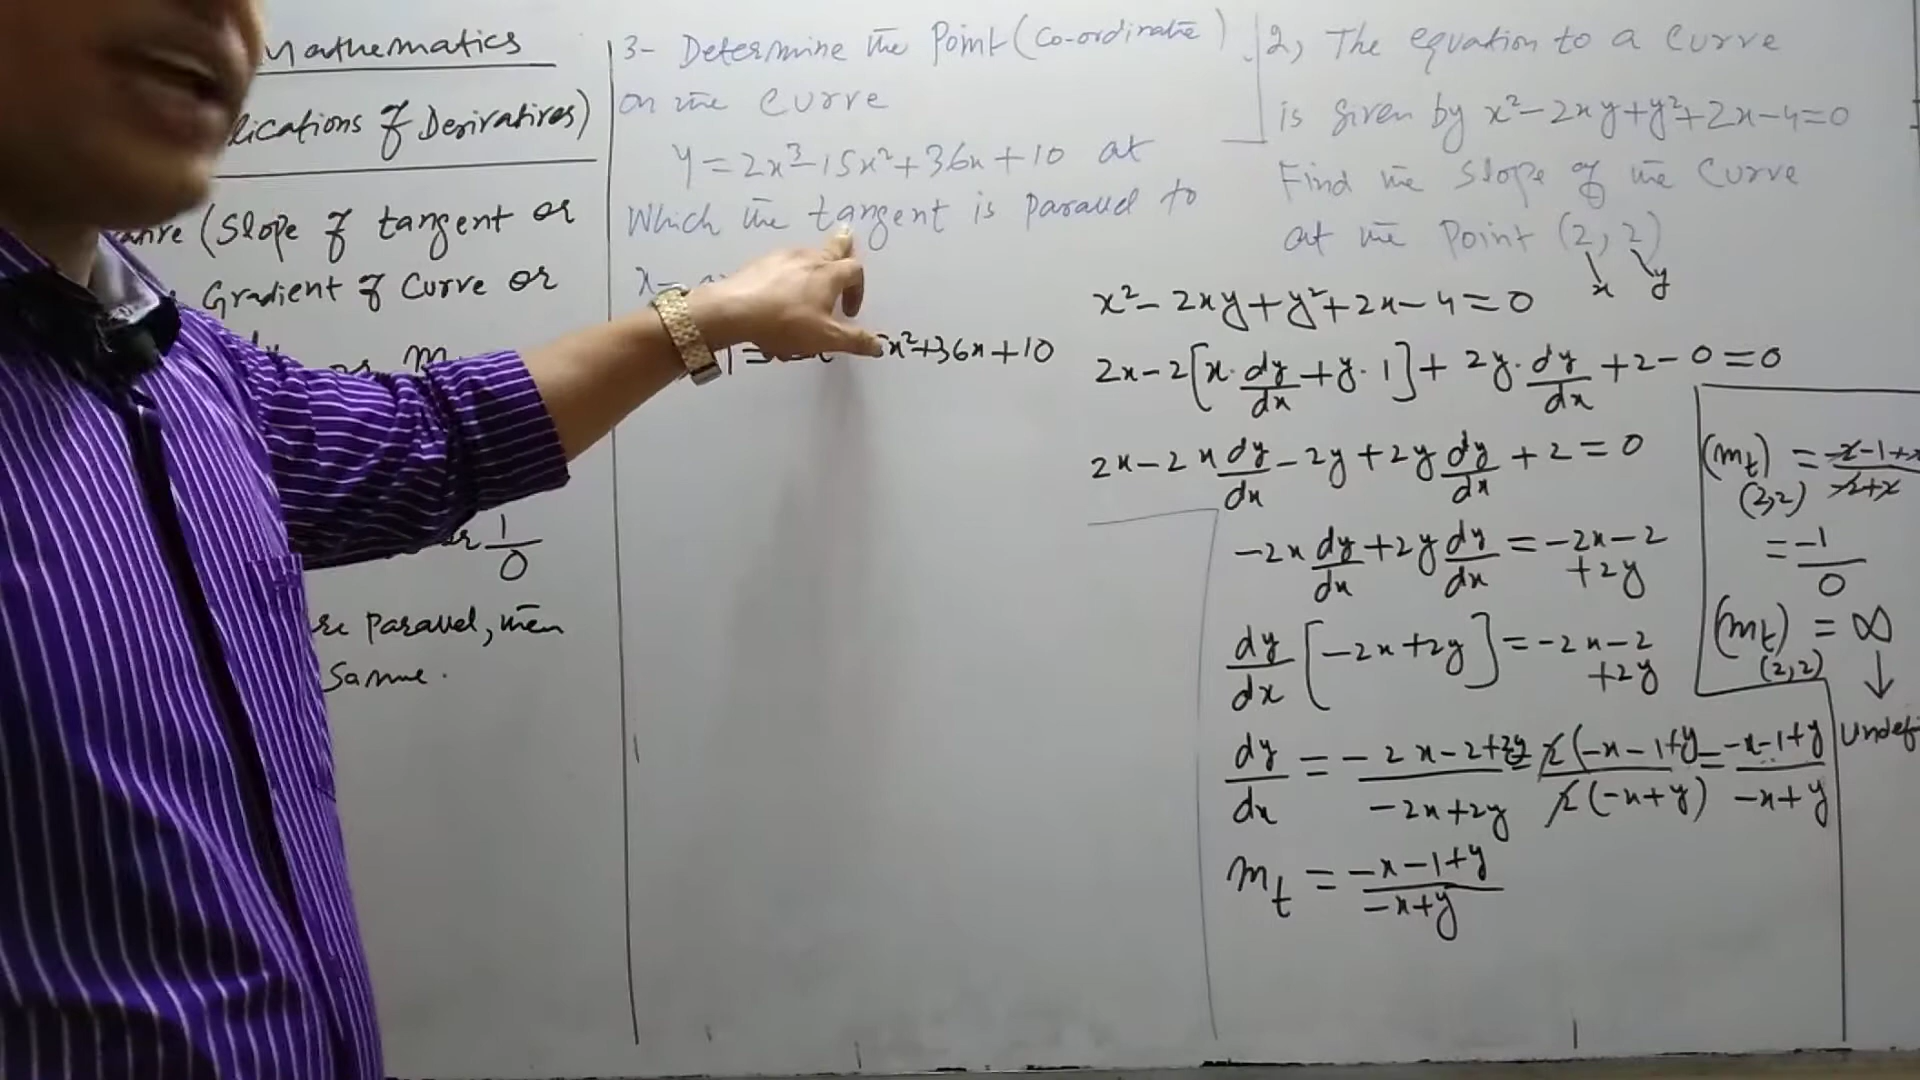 Mathematics
lications of Derivatives)
(Slope of tangent or
Gradient of Curve or
or m
or 1/0
re Parallel, then
Same.
3- Determine the Point (Co-ordinate)
on the Curve
y = 2x³-15x²+36x+10 at
Which the tangent is Parallel to
x-
x²+36x+10
2, The equation to a Curve
is given by x²-2xy+y²+2x-4=0
Find the Slope of the Curve
at the Point (2, 2)
x y
x²-2xy+y²+2x-4=0
2x-2[x.dy/dx+y.1]+2y.dy/dx+2-0=0
2x-2x dy/dx-2y+2y dy/dx+2=0
-2x dy/dx+2y dy/dx=-2x-2+2y
dy/dx[-2x+2y]=-2x-2+2y
dy/dx=(-2x-2+2y)/(-2x+2y)=2(-x-1+y/2(-x+y)=(-x-1+y)/(-x+y)
m_t=(-x-1+y)/(-x+y)
(m_t)(2,2)=
=-1/0
(m_t)(2,2)=∞
↓